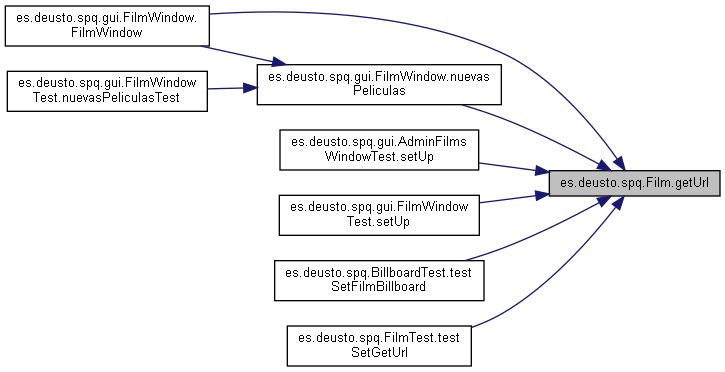 es.deusto.spq.gui.FilmWindow.
FilmWindow
es.deusto.spq.gui.FilmWindow.nuevas
Peliculas
es.deusto.spq.gui.FilmWindow
Test.nuevasPeliculasTest
es.deusto.spq.gui.AdminFilms
WindowTest.setUp
es.deusto.spq.Film.getUrl
es.deusto.spq.gui.FilmWindow
Test.setUp
es.deusto.spq.BillboardTest.test
SetFilmBillboard
es.deusto.spq.FilmTest.test
SetGetUrl